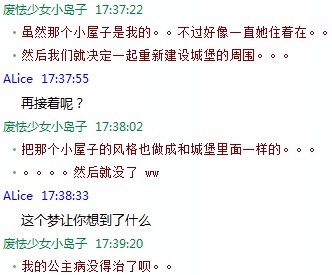 废怯少女小岛子 17:37:22
• 虽然那个小屋子是我的。。不过好像一直她住着在。。
• 然后我们就决定一起重新建设城堡的周围。。。
ALice 17:37:55
再接着呢？
废怯少女小岛子 17:38:02
• 把那个小屋子的风格也做成和城堡里面一样的。。。
• 。。。。然后就没了 ww
ALice 17:38:33
这个梦让你想到了什么
废怯少女小岛子 17:39:20
• 我的公主病没得治了呗。。